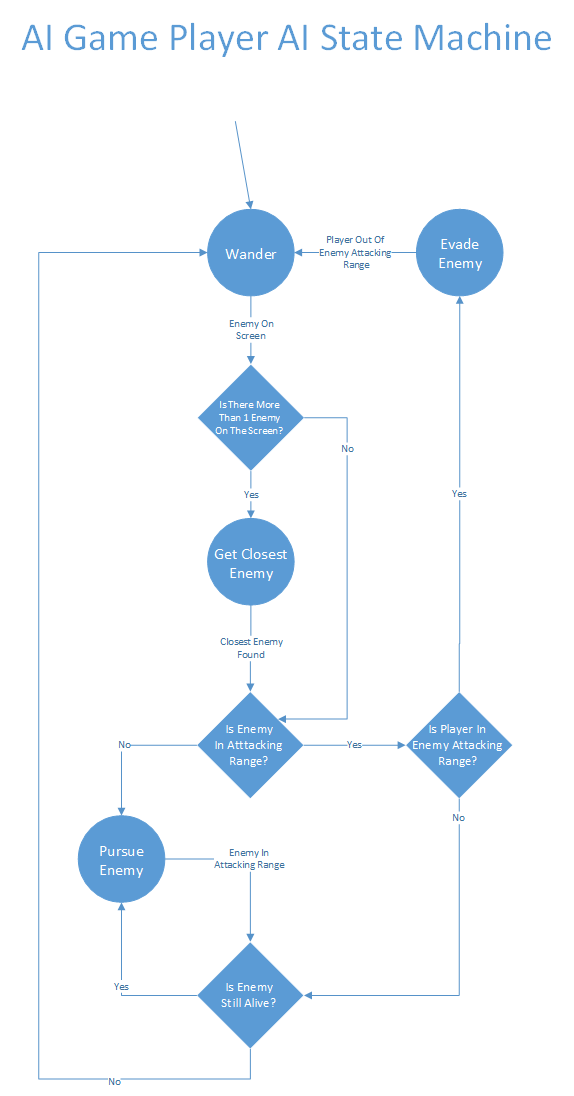 AI Game Player AI State Machine
Wander
Player Out Of
Enemy Attacking
Range
Evade
Enemy
Enemy On
Screen
Is There More
Than 1 Enemy
On The Screen?
No
Yes
Yes
Get Closest
Enemy
Closest Enemy
Found
Is Enemy
In Atttacking
Range?
Is Player In
Enemy Attacking
Range?
No
Yes
No
Pursue
Enemy
Enemy In
Attacking Range
Is Enemy
Still Alive?
Yes
No